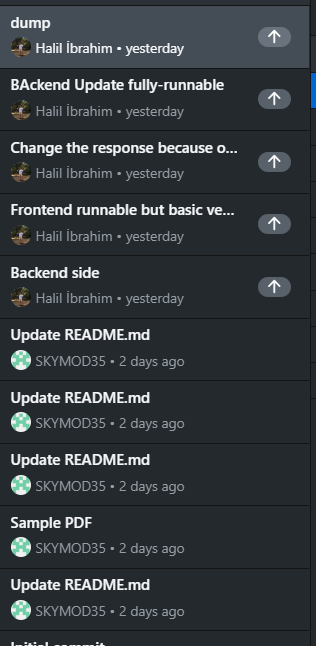 dump
Halil İbrahim • yesterday
BAckend Update fully-runnable
Halil İbrahim • yesterday
Change the response because o...
Halil İbrahim • yesterday
Frontend runnable but basic ve...
Halil İbrahim • yesterday
Backend side
Halil İbrahim • yesterday
Update README.md
SKYMOD35 • 2 days ago
Update README.md
SKYMOD35 • 2 days ago
Update README.md
SKYMOD35 • 2 days ago
Sample PDF
SKYMOD35 • 2 days ago
Update README.md
SKYMOD35 • 2 days ago
Initial commit